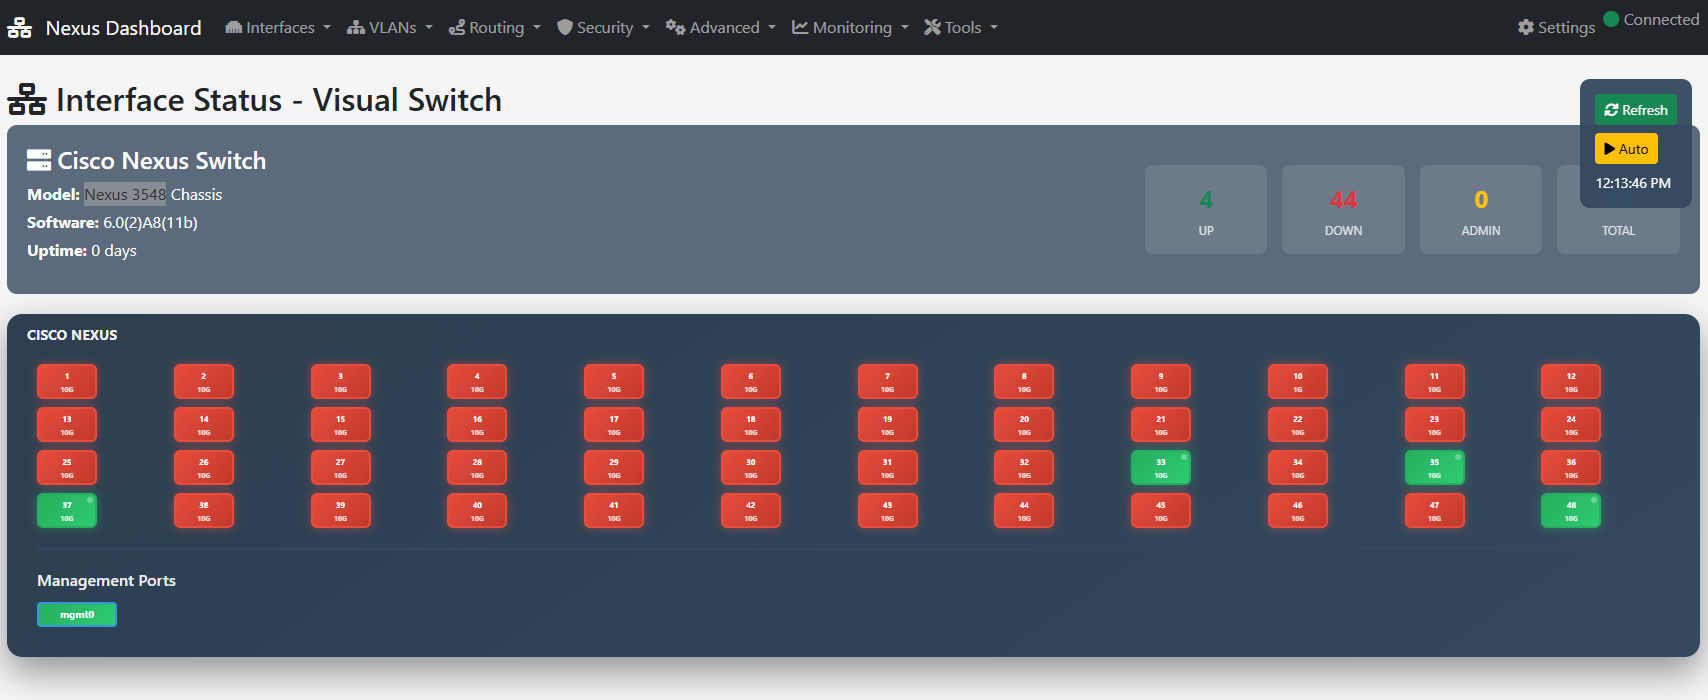 Nexus Dashboard Interfaces VLANs Routing Security Advanced Monitoring Tools Settings Connected
Interface Status - Visual Switch
Refresh
Auto
12:13:46 PM
Cisco Nexus Switch
Model: Nexus 3548 Chassis
Software: 6.0(2)A8(11b)
Uptime: 0 days
4 44 0
UP DOWN ADMIN TOTAL
CISCO NEXUS
1 2 3 4 5 6 7 8 9 10 11 12
10G 10G 10G 10G 10G 10G 10G 10G 10G 1G 10G 10G
13 14 15 16 17 18 19 20 21 22 23 24
10G 10G 10G 10G 10G 10G 10G 10G 10G 10G 10G 10G
25 26 27 28 29 30 31 32 33 34 35 36
10G 10G 10G 10G 10G 10G 10G 10G 10G 10G 10G 10G
37 38 39 40 41 42 43 44 45 46 47 48
10G 10G 10G 10G 10G 10G 10G 10G 10G 10G 10G 10G
Management Ports
mgmt0